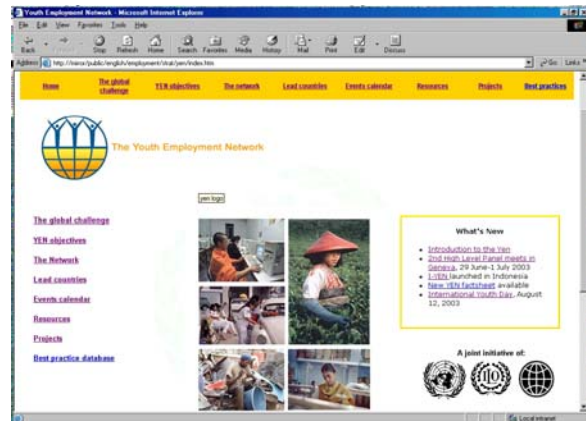 Youth Employment Network - Microsoft Internet Explorer
File Edit View Favorites Tools Help
Back Stop Refresh Home Search Favorites Media History Mail Print Edit Discuss
Address Go Links
Home The global challenge YEN objectives The network Lead countries Events calendar Resources Projects Best practices
The Youth Employment Network
yen logo
The global challenge
YEN objectives
The Network
Lead countries
Events calendar
Resources
Projects
Best practice database
What's New
Introduction to the Yen
2nd High Level Panel meets in
Geneva, 29 June-1 July 2003
I-YEN launched in Indonesia
New YEN factsheet available
International Youth Day, August
12, 2003
A joint initiative of:
Local intranet